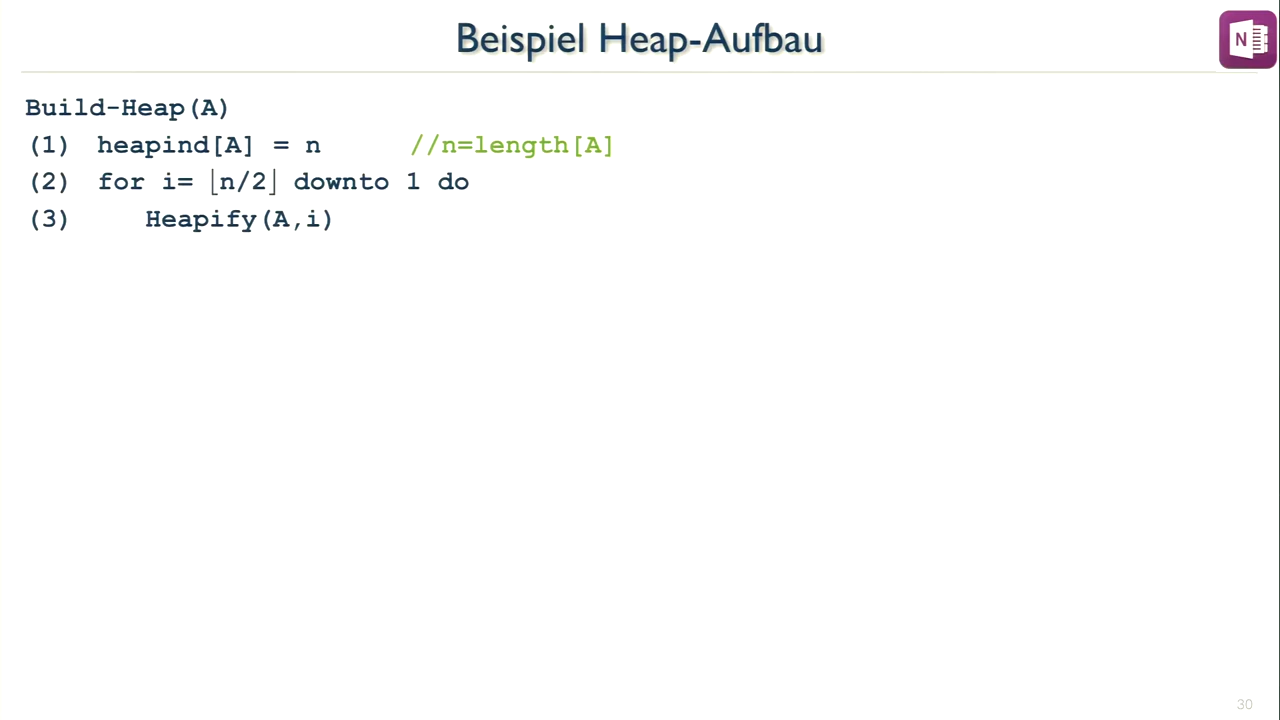 Beispiel Heap-Aufbau
N
Build-Heap(A)
(1) heapind[A] = n //n=length[A]
(2) for i= ⌊n/2⌋ downto 1 do
(3) Heapify(A,i)
30